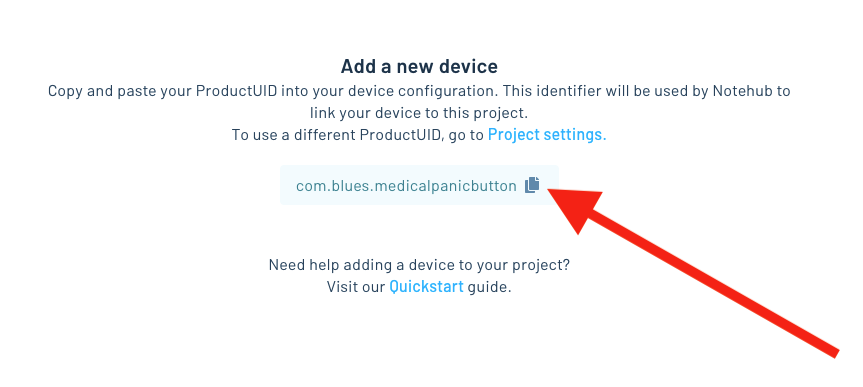 Add a new device
Copy and paste your ProductUID into your device configuration. This identifier will be used by Notehub to
link your device to this project.
To use a different ProductUID, go to Project settings.
com.blues.medicalpanicbutton
Need help adding a device to your project?
Visit our Quickstart guide.